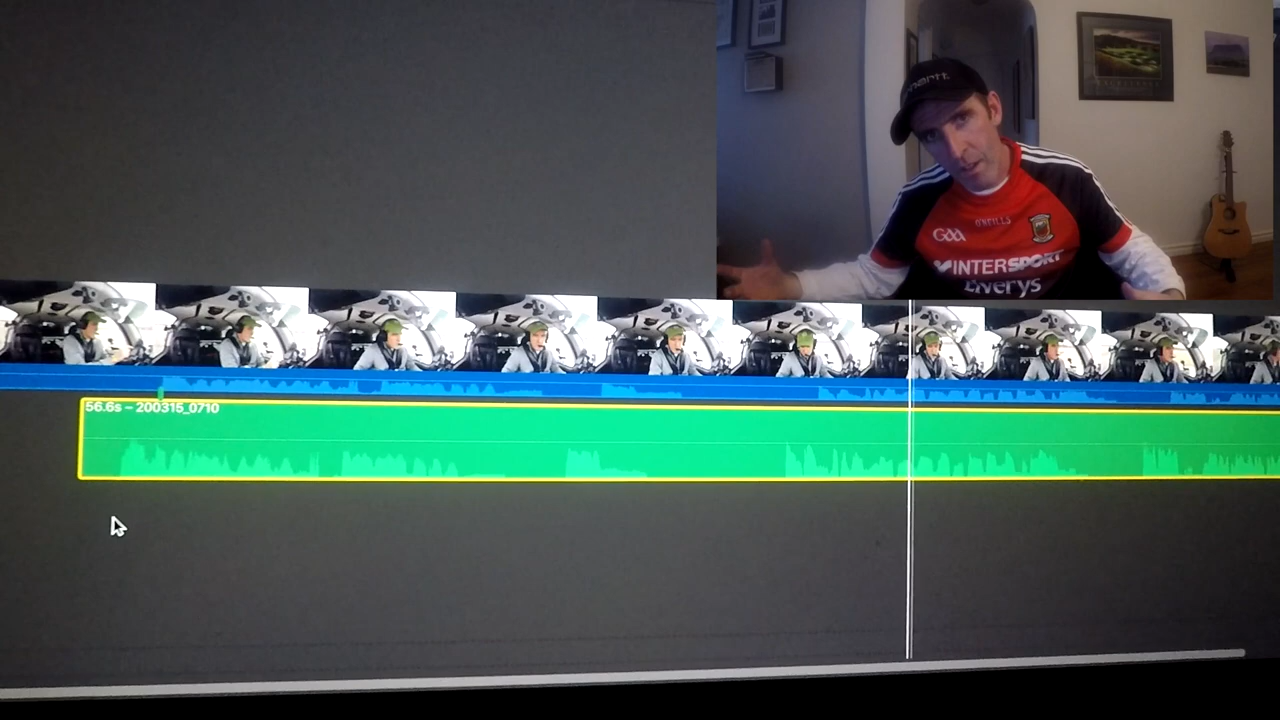 O'NEILLS
GAA
INTERSPORT
Elverys
56.6s – 200315_0710